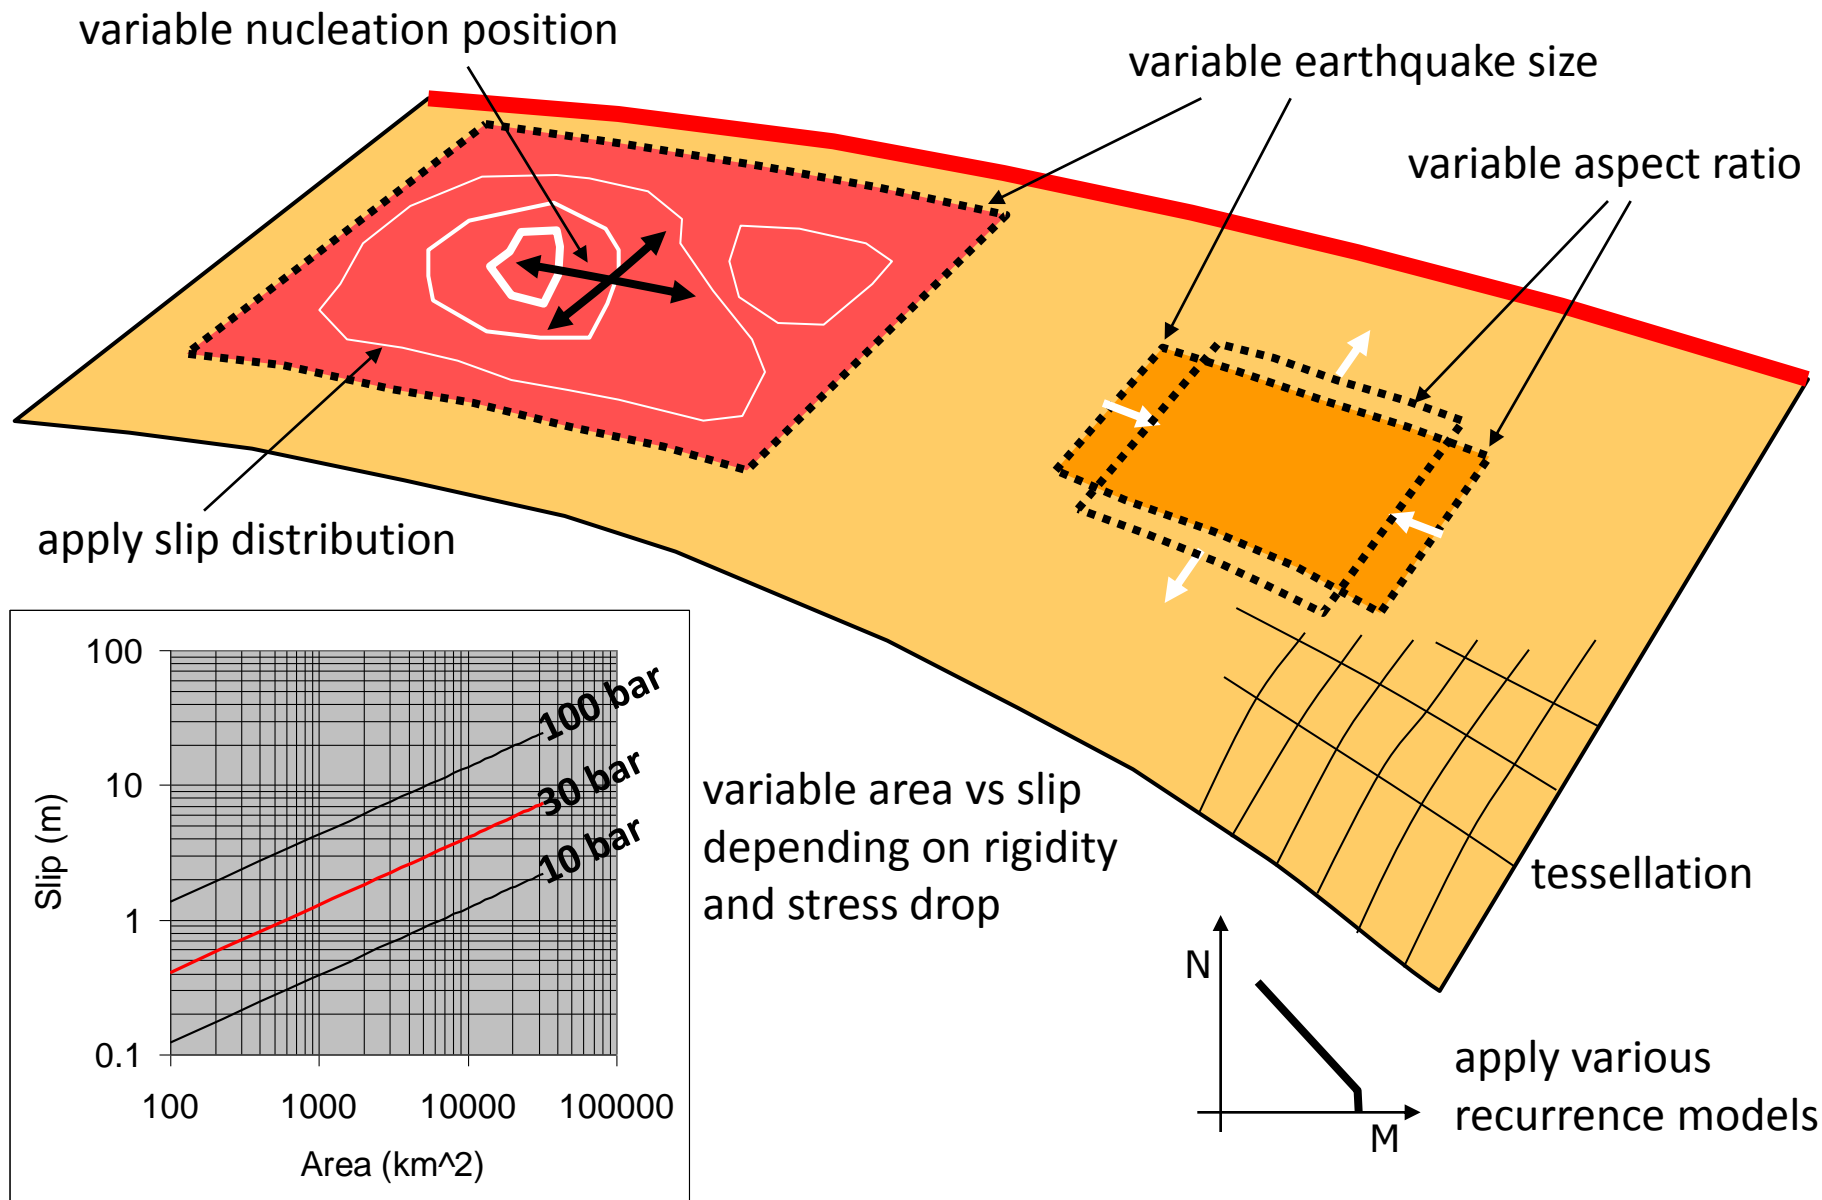 variable nucleation position
variable earthquake size
variable aspect ratio
apply slip distribution
100
10
1
0.1
Slip (m)
100 bar
30 bar
10 bar
100
1000
10000
100000
Area (km^2)
variable area vs slip
depending on rigidity
and stress drop
tessellation
N
M
apply various
recurrence models